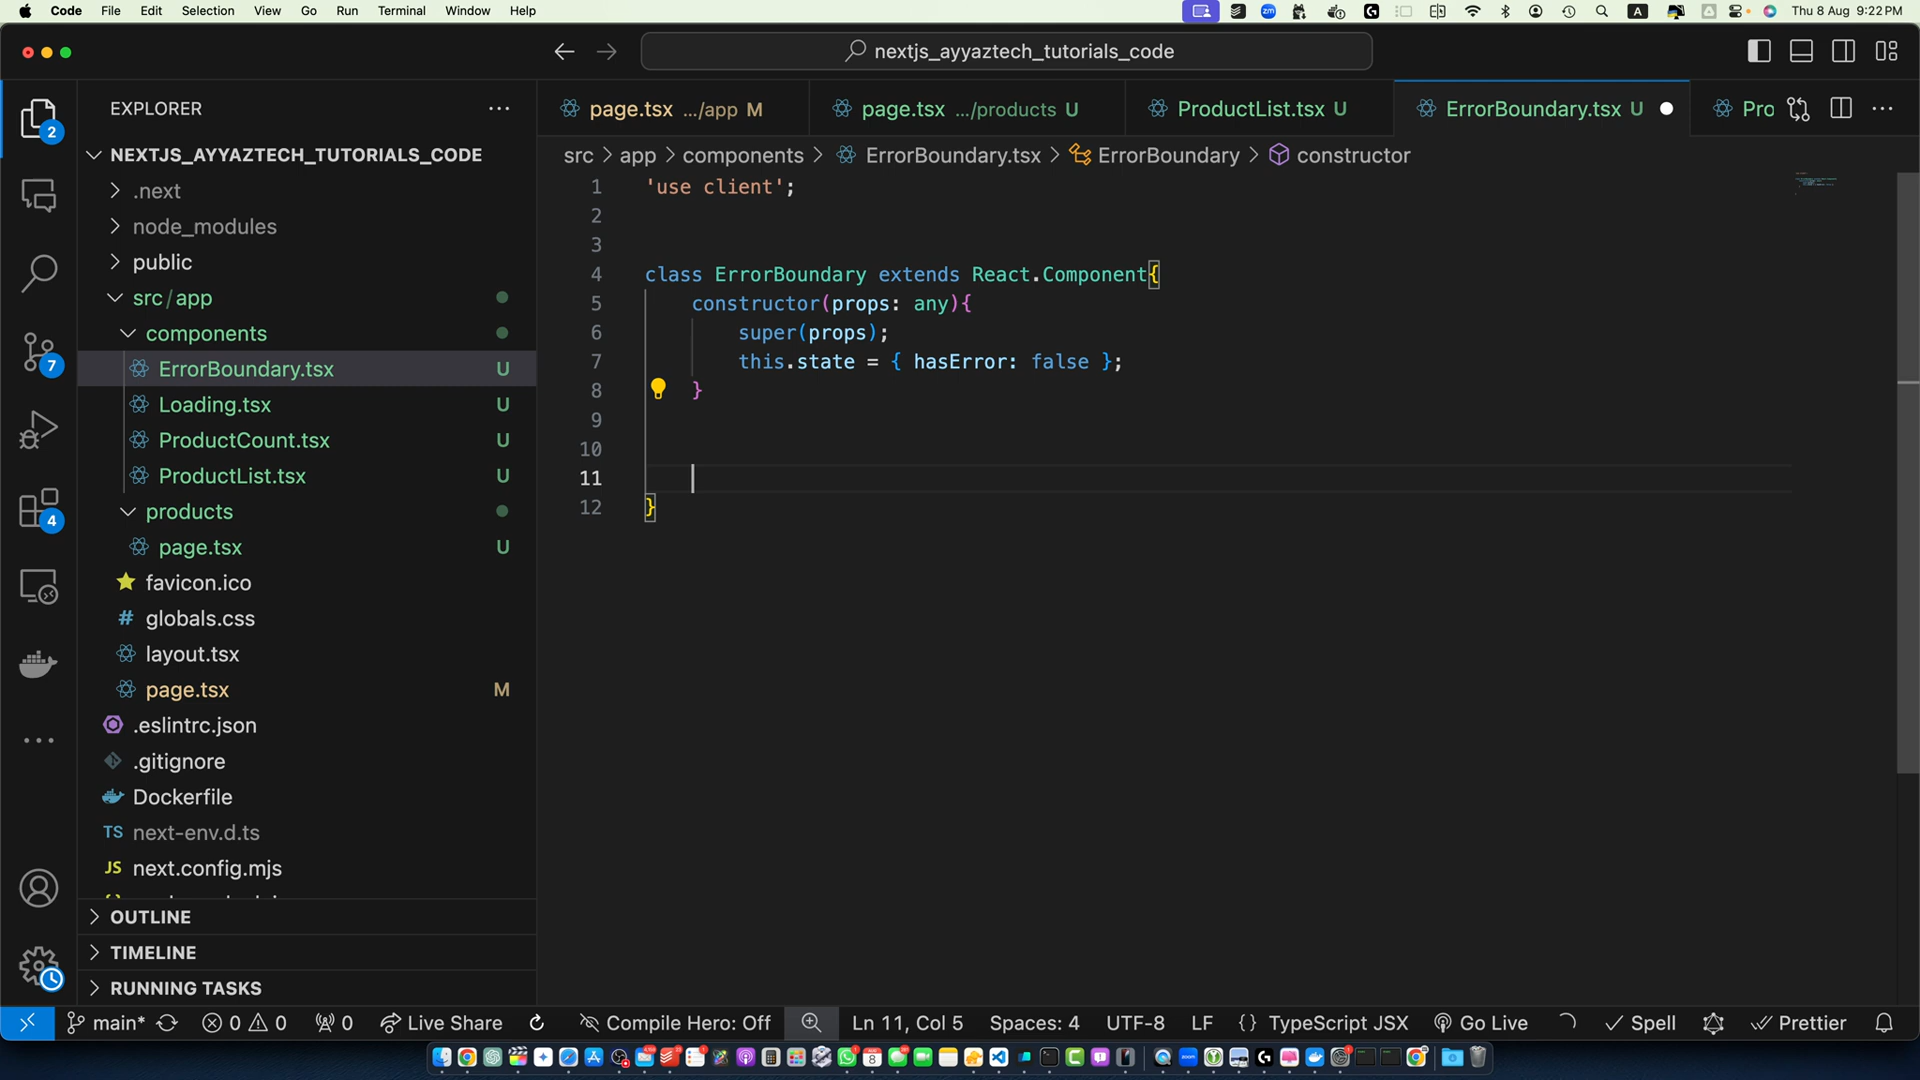 Code File Edit Selection View Go Run Terminal Window Help Thu 8 Aug 9:22 PM
nextjs_ayyaztech_tutorials_code
EXPLORER
page.tsx .../app M
page.tsx .../products U
ProductList.tsx U
ErrorBoundary.tsx U
Pro
src > app > components > ErrorBoundary.tsx > ErrorBoundary > constructor
NEXTJS_AYYAZTECH_TUTORIALS_CODE
.next
node_modules
public
src/app
components
ErrorBoundary.tsx U
Loading.tsx U
ProductCount.tsx U
ProductList.tsx U
products
page.tsx U
favicon.ico
globals.css
layout.tsx
page.tsx M
.eslintrc.json
.gitignore
Dockerfile
TS next-env.d.ts
JS next.config.mjs
OUTLINE
TIMELINE
RUNNING TASKS
2
7
4
1 'use client';
2
3
4 class ErrorBoundary extends React.Component{
5 constructor(props: any){
6 super(props);
7 this.state = { hasError: false };
8 }
9
10
11
12 }
main* 0 0 0 Live Share Compile Hero: Off Ln 11, Col 5 Spaces: 4 UTF-8 LF {} TypeScript JSX Go Live Spell Prettier